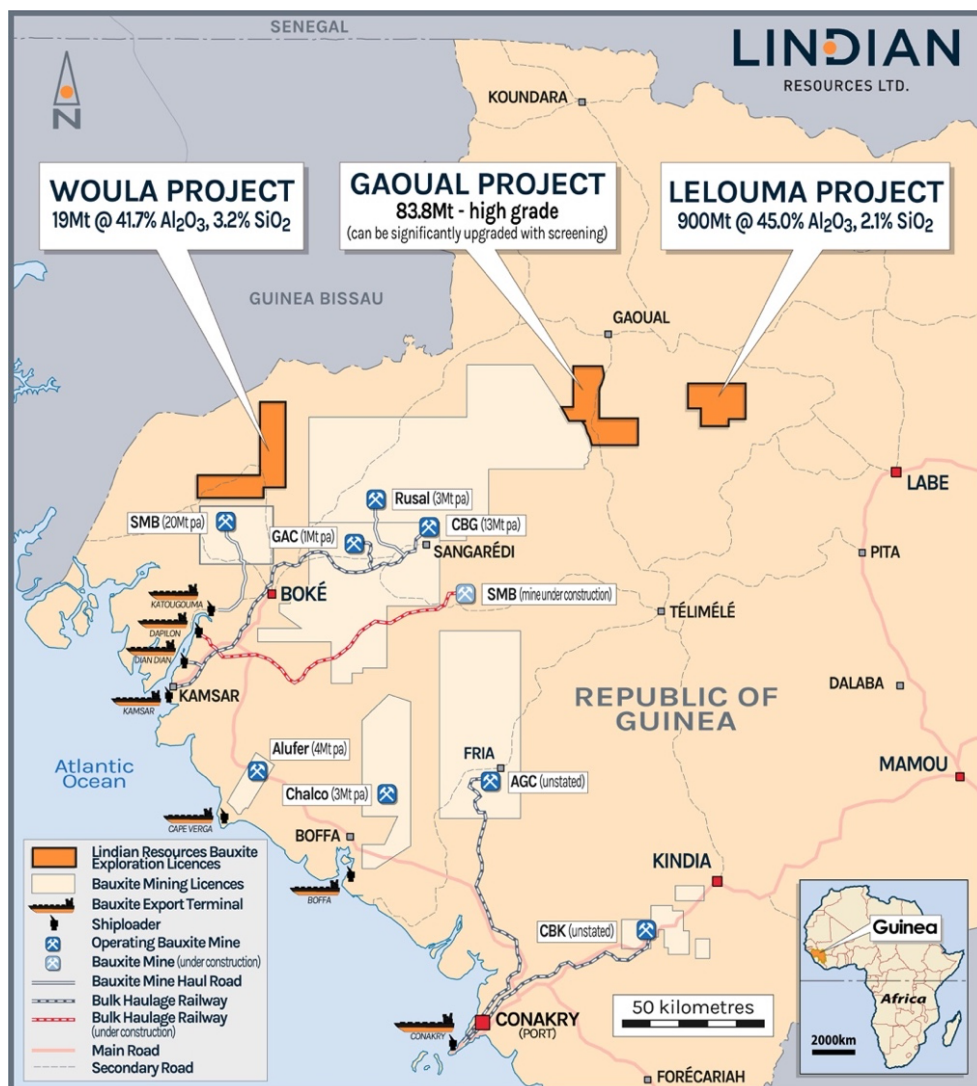 SENEGAL
LINDIAN
RESOURCES LTD.
N
KOUNDARA
WOULA PROJECT
19Mt @ 41.7% Al₂O₃, 3.2% SiO₂
GAOUAL PROJECT
83.8Mt - high grade
(can be significantly upgraded with screening)
LELOUMA PROJECT
900Mt @ 45.0% Al₂O₃, 2.1% SiO₂
GUINEA BISSAU
GAOUAL
LABE
Rusal (3Mt pa)
SMB (20Mt pa)
GAC (1Mt pa)
CBG (13Mt pa)
SANGARÉDI
PITA
BOKÉ
SMB (mine under construction)
KATOUGOUMA
TÉLIMÉLÉ
DAPILON
DIAN DIAN
KAMSAR
KAMSAR
DALABA
REPUBLIC OF
GUINEA
Atlantic
Ocean
Alufer (4Mt pa)
FRIA
AGC (unstated)
MAMOU
Chalco (3Mt pa)
CAPE VERGA
BOFFA
BOFFA
KINDIA
CBK (unstated)
Lindian Resources Bauxite
Exploration Licences
Bauxite Mining Licences
Bauxite Export Terminal
Shiploader
Operating Bauxite Mine
Bauxite Mine (under construction)
Bauxite Mine Haul Road
Bulk Haulage Railway
Bulk Haulage Railway
(under construction)
Main Road
Secondary Road
CONAKRY
CONAKRY
(PORT)
50 kilometres
FORÉCARIAH
Guinea
Africa
2000km